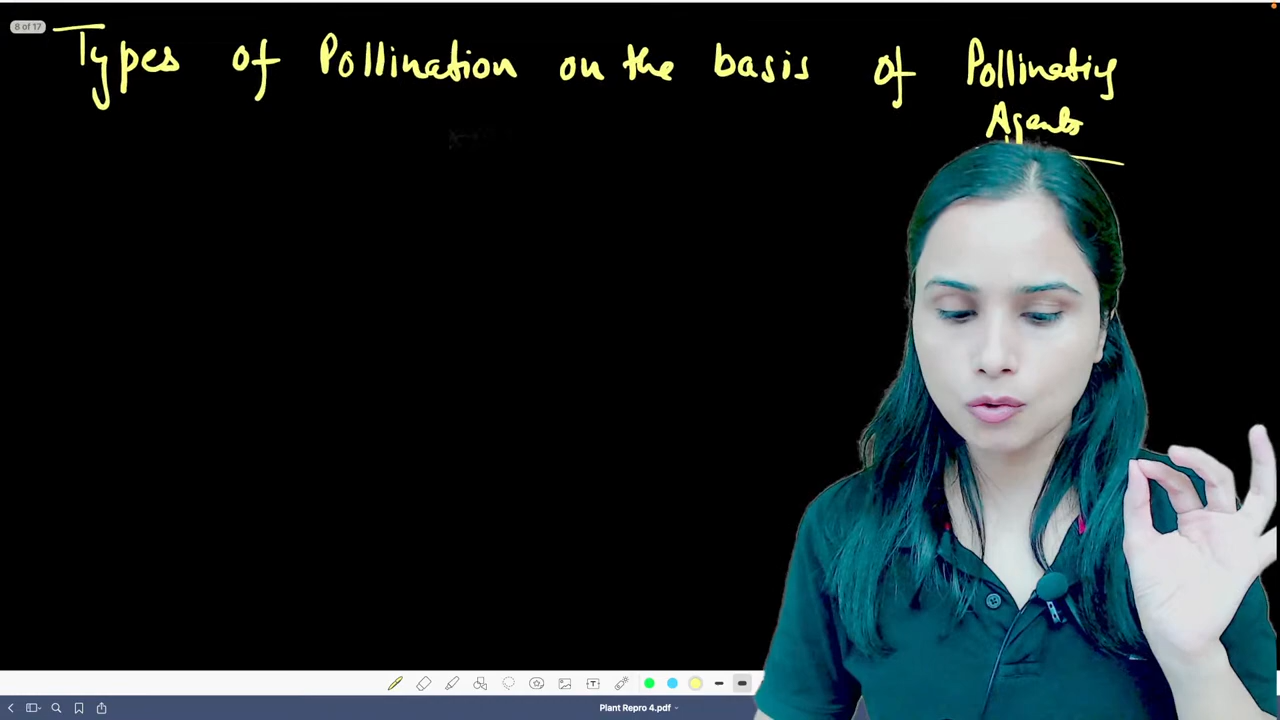 8 of 17
Types of Pollination on the basis of Pollinating
Agents
Plant Repro 4.pdf